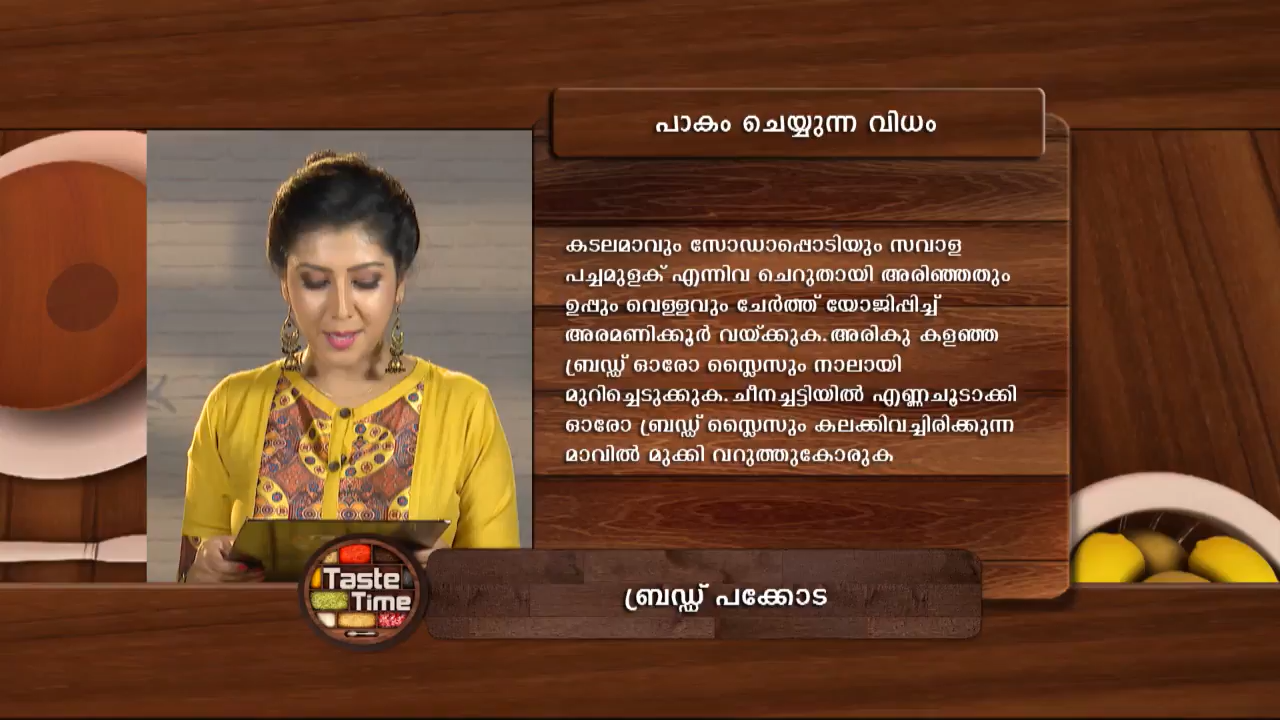 പാകം ചെയ്യുന്ന വിധം
കടലമാവും സോഡാപ്പൊടിയും സവാള
പച്ചമുളക് എന്നിവ ചെറുതായി അരിഞ്ഞതും
ഉപ്പും വെള്ളവും ചേർത്ത് യോജിപ്പിച്ച്
അരമണിക്കൂർ വയ്ക്കുക.അരികു കളഞ്ഞ
ബ്രഡ്ഡ് ഓരോ സ്ലൈസും നാലായി
മുറിച്ചെടുക്കുക. ചീനച്ചട്ടിയിൽ എണ്ണചൂടാക്കി
ഓരോ ബ്രഡ്ഡ് സ്ലൈസും കലക്കിവച്ചിരിക്കുന്ന
മാവിൽ മുക്കി വറുത്തുകോരുക
Taste
Time
ബ്രഡ്ഡ് പക്കോട